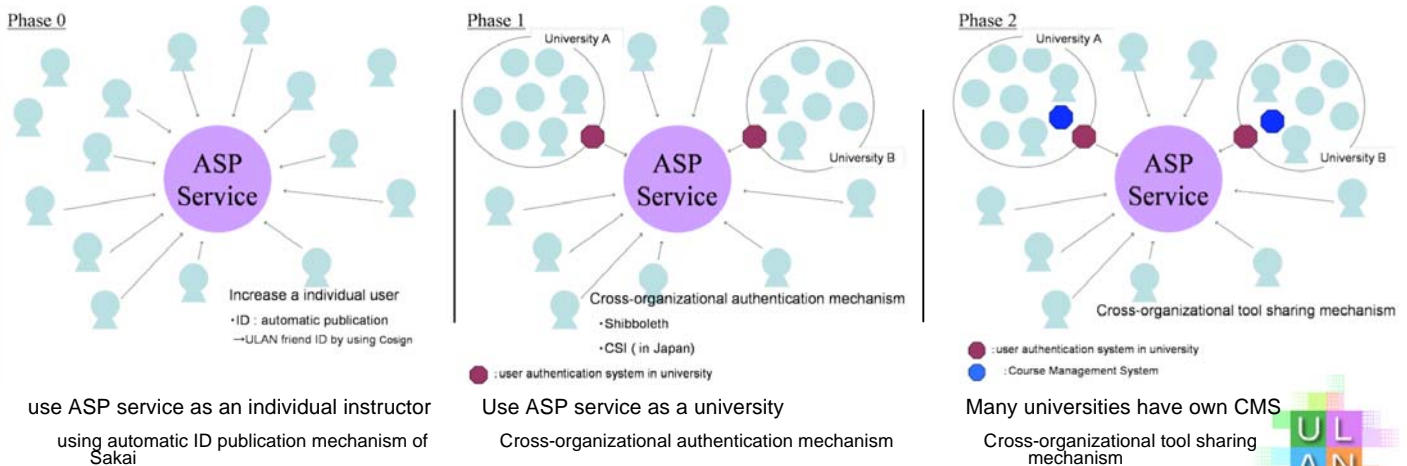 Phase 0
ASP
Service
Increase a individual user
・ID : automatic publication
→ULAN friend ID by using Cosign
use ASP service as an individual instructor
using automatic ID publication mechanism of
Sakai
Phase 1
University A
University B
ASP
Service
Cross-organizational authentication mechanism
・Shibboleth
・CSI ( in Japan)
:user authentication system in university
Use ASP service as a university
Cross-organizational authentication mechanism
Phase 2
University A
University B
ASP
Service
Cross-organizational tool sharing mechanism
:user authentication system in university
:Course Management System
Many universities have own CMS
Cross-organizational tool sharing
mechanism
U L
A N